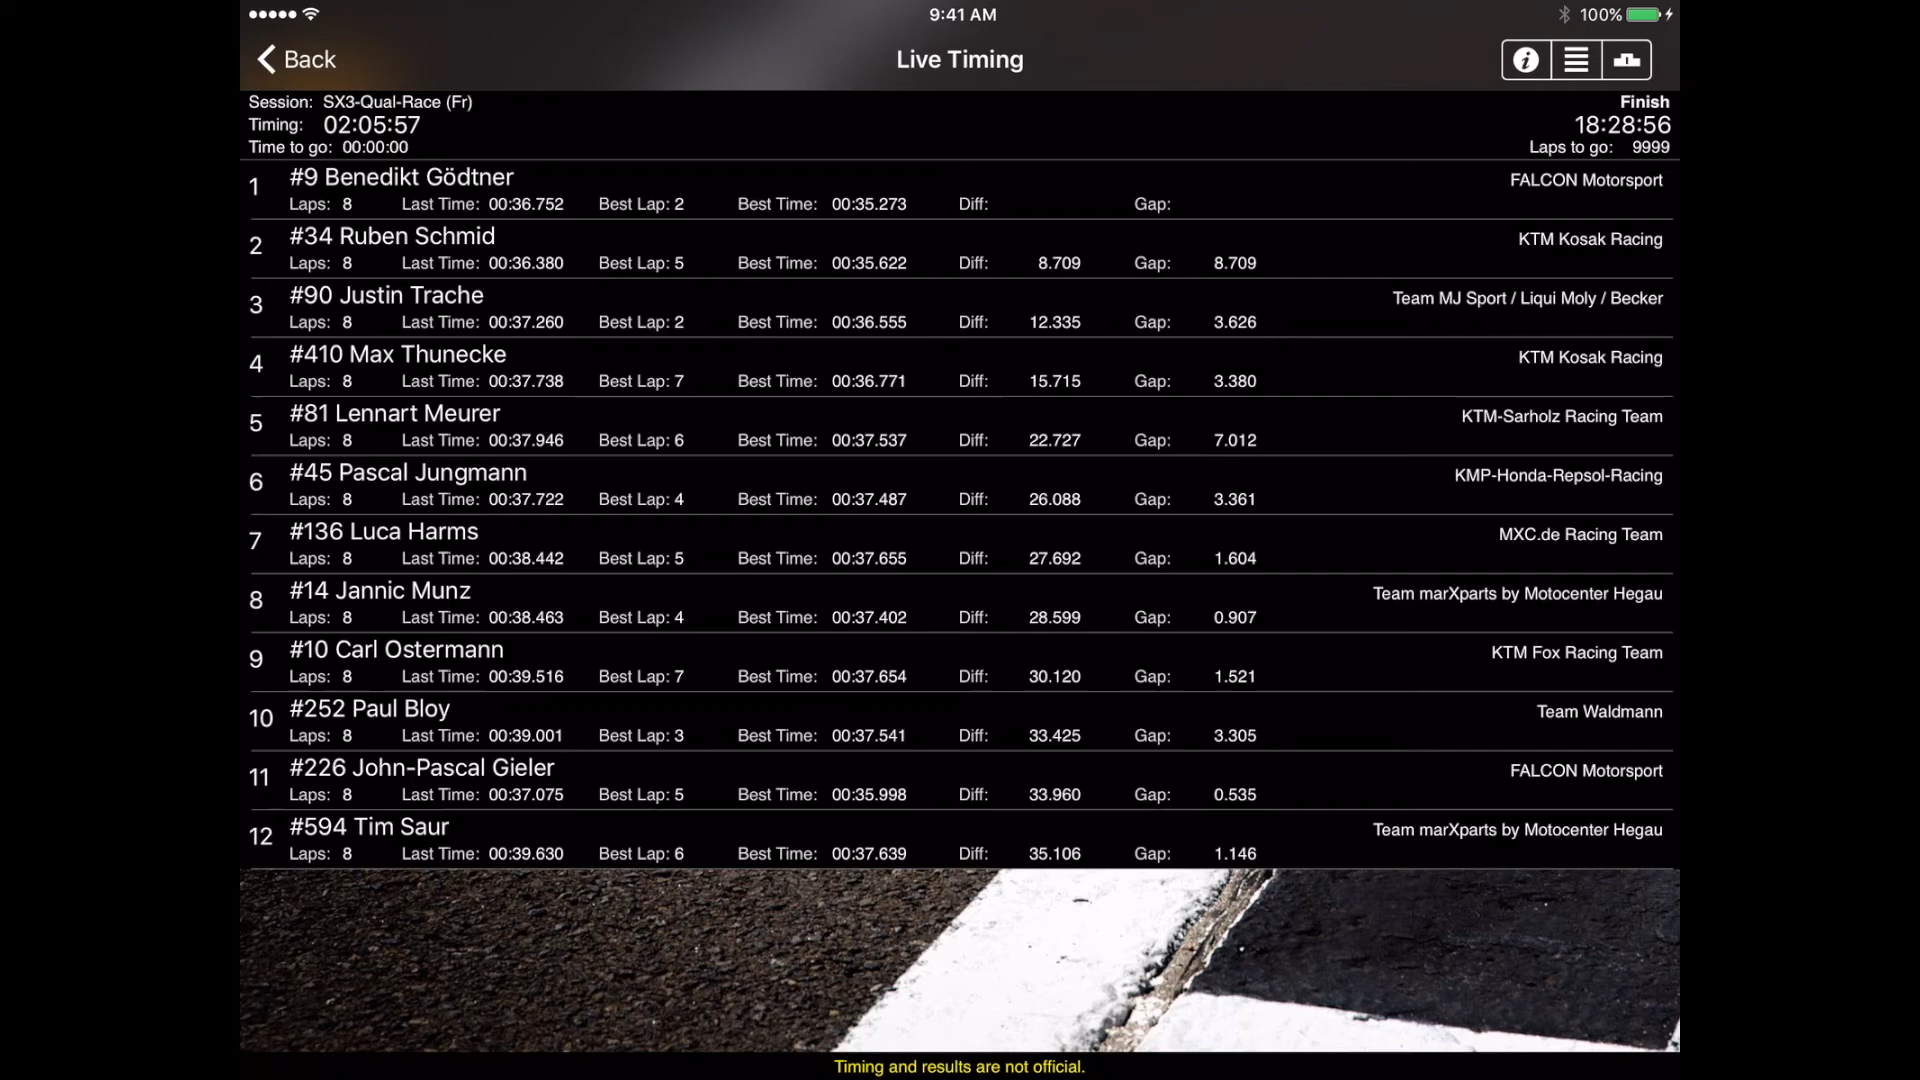 9:41 AM
100%
Back
Live Timing
Session: SX3-Qual-Race (Fr)
Finish
Timing: 02:05:57
18:28:56
Time to go: 00:00:00
Laps to go: 9999
1 #9 Benedikt Gödtner FALCON Motorsport
Laps: 8 Last Time: 00:36.752 Best Lap: 2 Best Time: 00:35.273 Diff: Gap:
2 #34 Ruben Schmid KTM Kosak Racing
Laps: 8 Last Time: 00:36.380 Best Lap: 5 Best Time: 00:35.622 Diff: 8.709 Gap: 8.709
3 #90 Justin Trache Team MJ Sport / Liqui Moly / Becker
Laps: 8 Last Time: 00:37.260 Best Lap: 2 Best Time: 00:36.555 Diff: 12.335 Gap: 3.626
4 #410 Max Thunecke KTM Kosak Racing
Laps: 8 Last Time: 00:37.738 Best Lap: 7 Best Time: 00:36.771 Diff: 15.715 Gap: 3.380
5 #81 Lennart Meurer KTM-Sarholz Racing Team
Laps: 8 Last Time: 00:37.946 Best Lap: 6 Best Time: 00:37.537 Diff: 22.727 Gap: 7.012
6 #45 Pascal Jungmann KMP-Honda-Repsol-Racing
Laps: 8 Last Time: 00:37.722 Best Lap: 4 Best Time: 00:37.487 Diff: 26.088 Gap: 3.361
7 #136 Luca Harms MXC.de Racing Team
Laps: 8 Last Time: 00:38.442 Best Lap: 5 Best Time: 00:37.655 Diff: 27.692 Gap: 1.604
8 #14 Jannic Munz Team marXparts by Motocenter Hegau
Laps: 8 Last Time: 00:38.463 Best Lap: 4 Best Time: 00:37.402 Diff: 28.599 Gap: 0.907
9 #10 Carl Ostermann KTM Fox Racing Team
Laps: 8 Last Time: 00:39.516 Best Lap: 7 Best Time: 00:37.654 Diff: 30.120 Gap: 1.521
10 #252 Paul Bloy Team Waldmann
Laps: 8 Last Time: 00:39.001 Best Lap: 3 Best Time: 00:37.541 Diff: 33.425 Gap: 3.305
11 #226 John-Pascal Gieler FALCON Motorsport
Laps: 8 Last Time: 00:37.075 Best Lap: 5 Best Time: 00:35.998 Diff: 33.960 Gap: 0.535
12 #594 Tim Saur Team marXparts by Motocenter Hegau
Laps: 8 Last Time: 00:39.630 Best Lap: 6 Best Time: 00:37.639 Diff: 35.106 Gap: 1.146
Timing and results are not official.